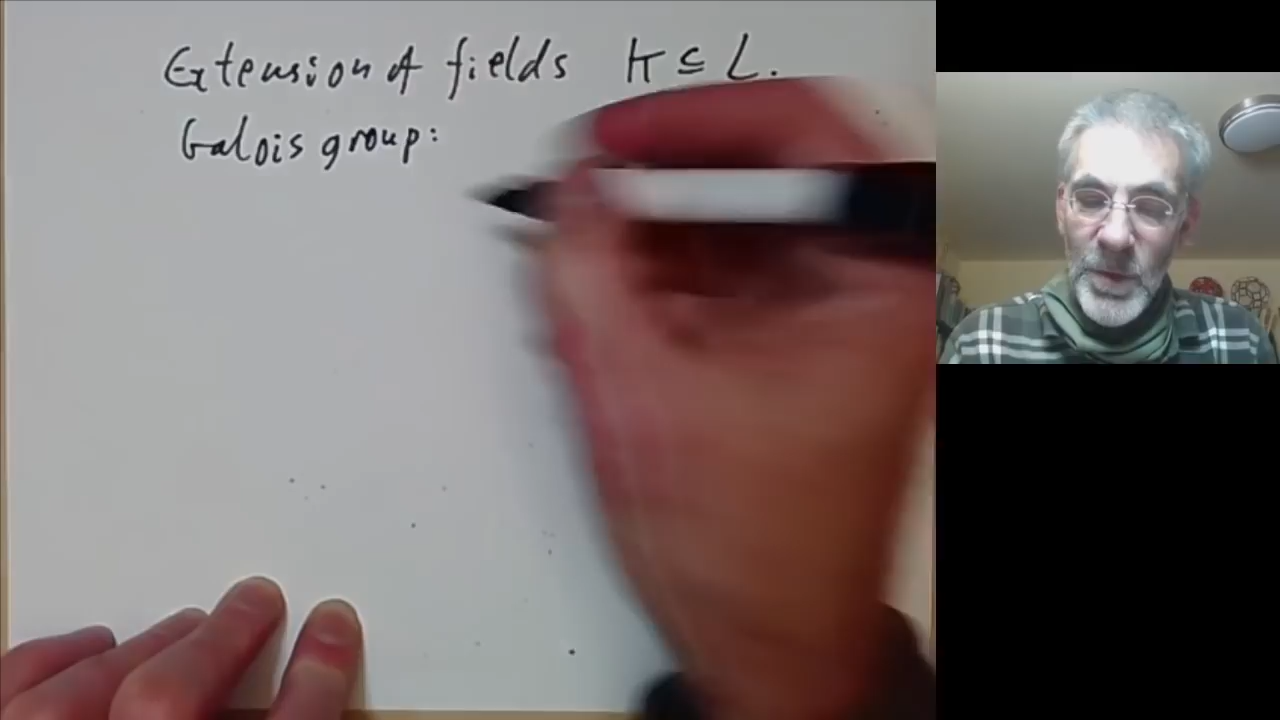 Extension of fields K ⊆ L.
Galois group: